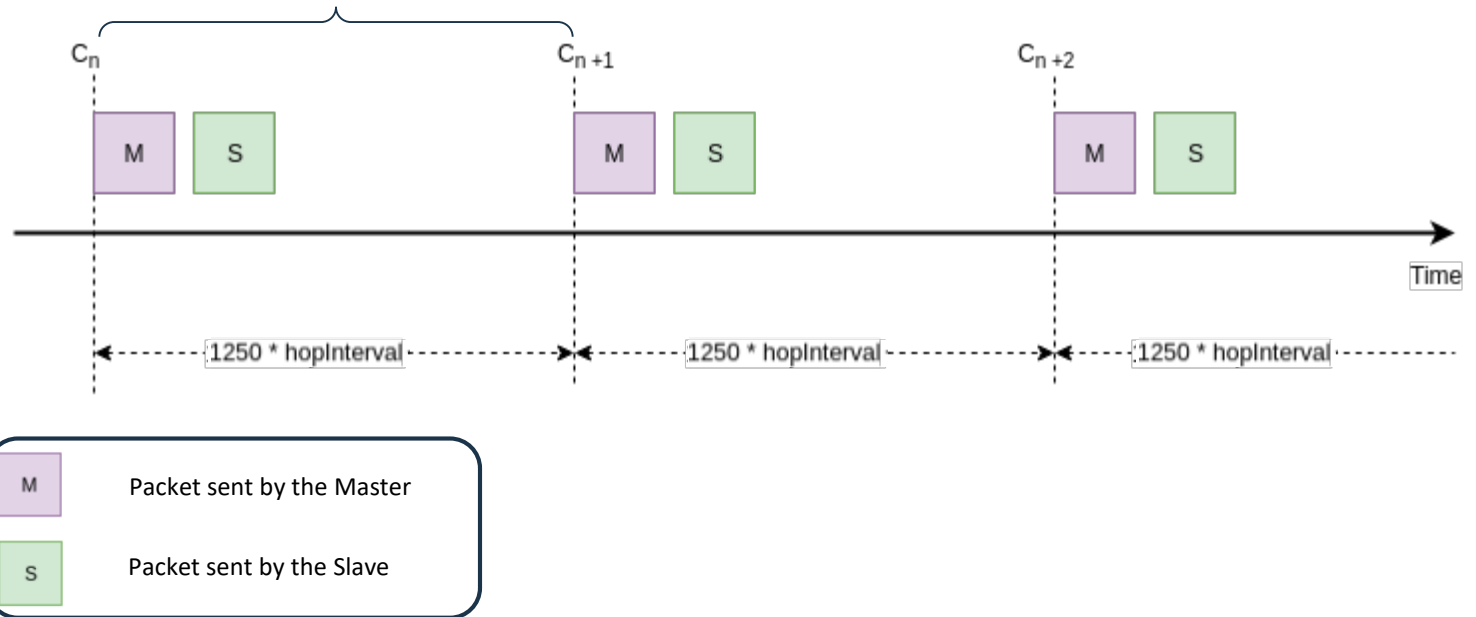 Cn
Cn +1
Cn +2
M
S
M
S
M
S
Time
1250 * hopInterval
1250 * hopInterval
1250 * hopInterval
M
Packet sent by the Master
S
Packet sent by the Slave